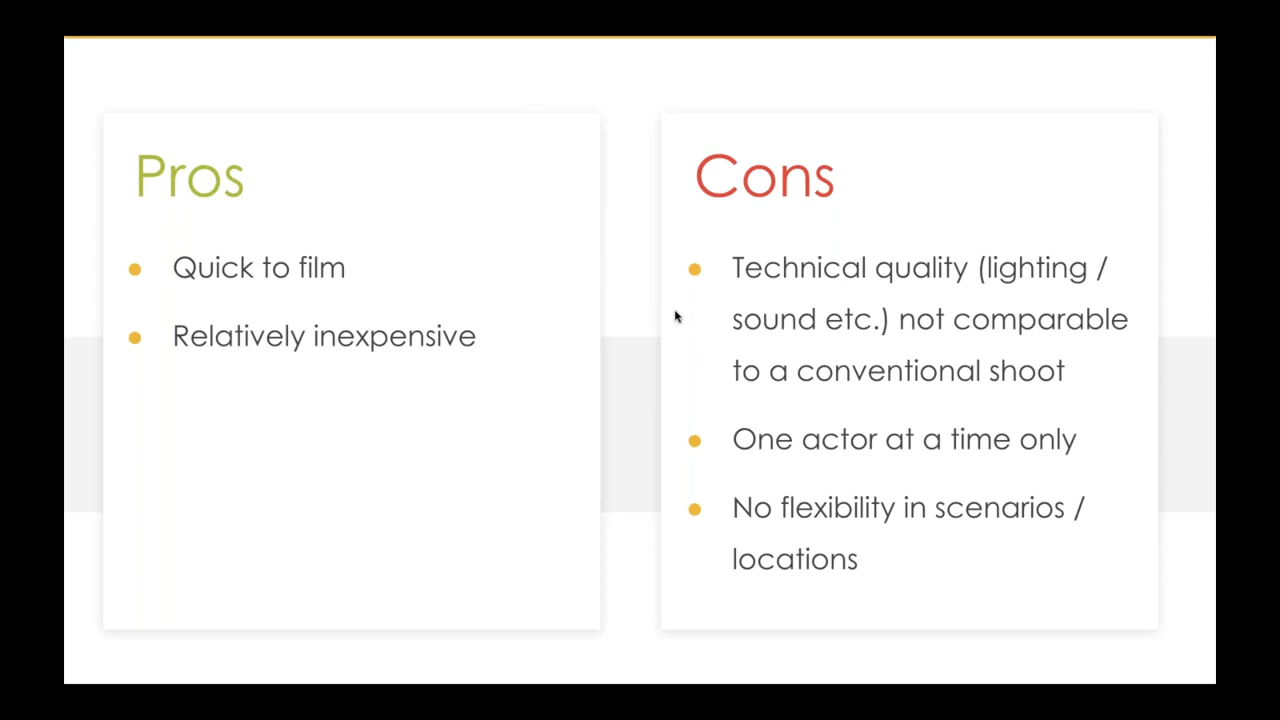 Pros
Quick to film
Relatively inexpensive
Cons
Technical quality (lighting /
sound etc.) not comparable
to a conventional shoot
One actor at a time only
No flexibility in scenarios /
locations